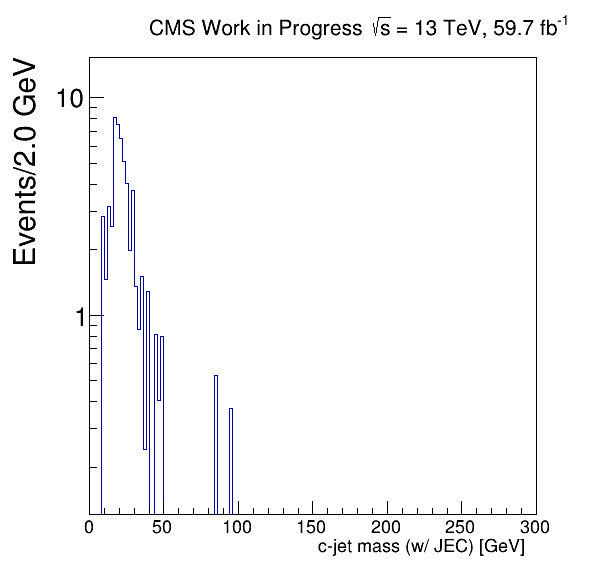 CMS Work in Progress √s = 13 TeV, 59.7 fb⁻¹
Events/2.0 GeV
10
1
0 50 100 150 200 250 300
c-jet mass (w/ JEC) [GeV]